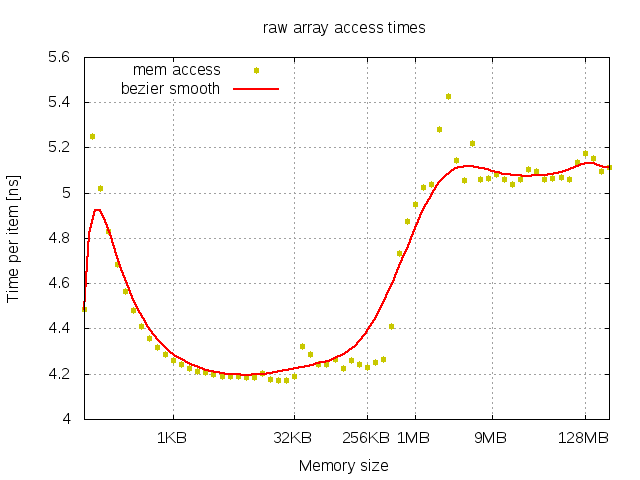 raw array access times
mem access
bezier smooth
Time per item [ns]
5.6
5.4
5.2
5
4.8
4.6
4.4
4.2
4
1KB 32KB 256KB 1MB 9MB 128MB
Memory size